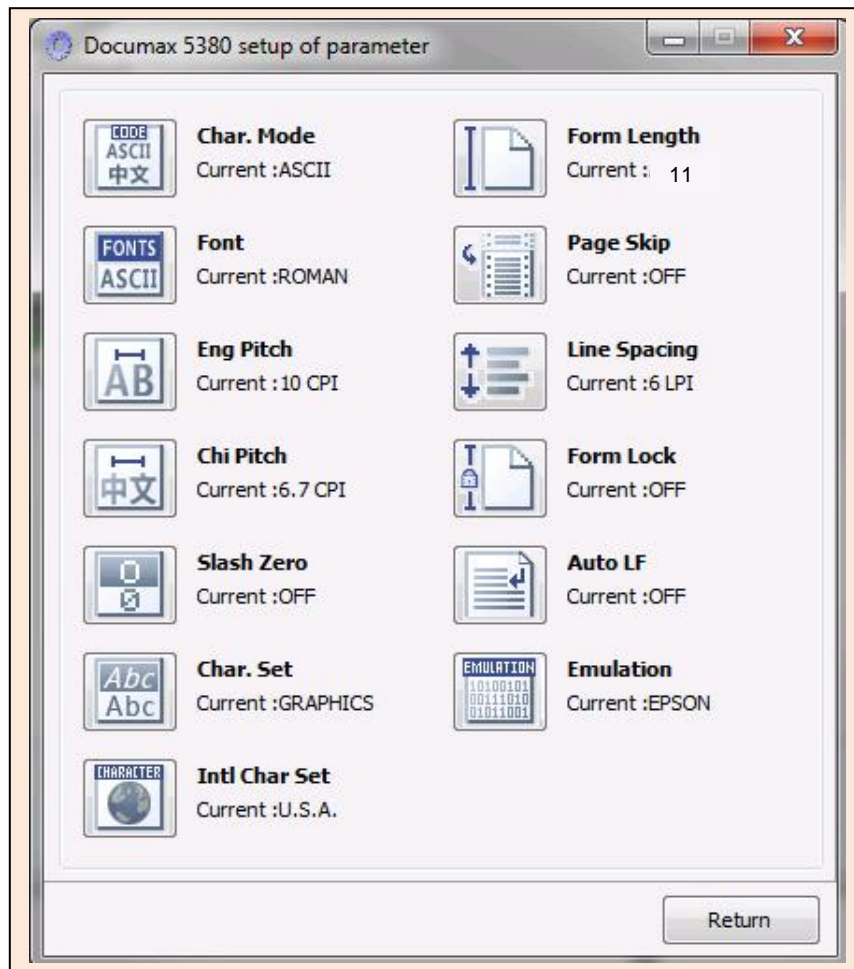 Documax 5380 setup of parameter
CODE
ASCII
中文
Char. Mode
Current :ASCII
FONTS
ASCII
Font
Current :ROMAN
AB
Eng Pitch
Current :10 CPI
中文
Chi Pitch
Current :6.7 CPI
0
0
Slash Zero
Current :OFF
Abc
Abc
Char. Set
Current :GRAPHICS
CHARACTER
Intl Char Set
Current :U.S.A.
Form Length
Current : 11
Page Skip
Current :OFF
Line Spacing
Current :6 LPI
Form Lock
Current :OFF
Auto LF
Current :OFF
EMULATION
10100101
00111010
01011001
Emulation
Current :EPSON
Return